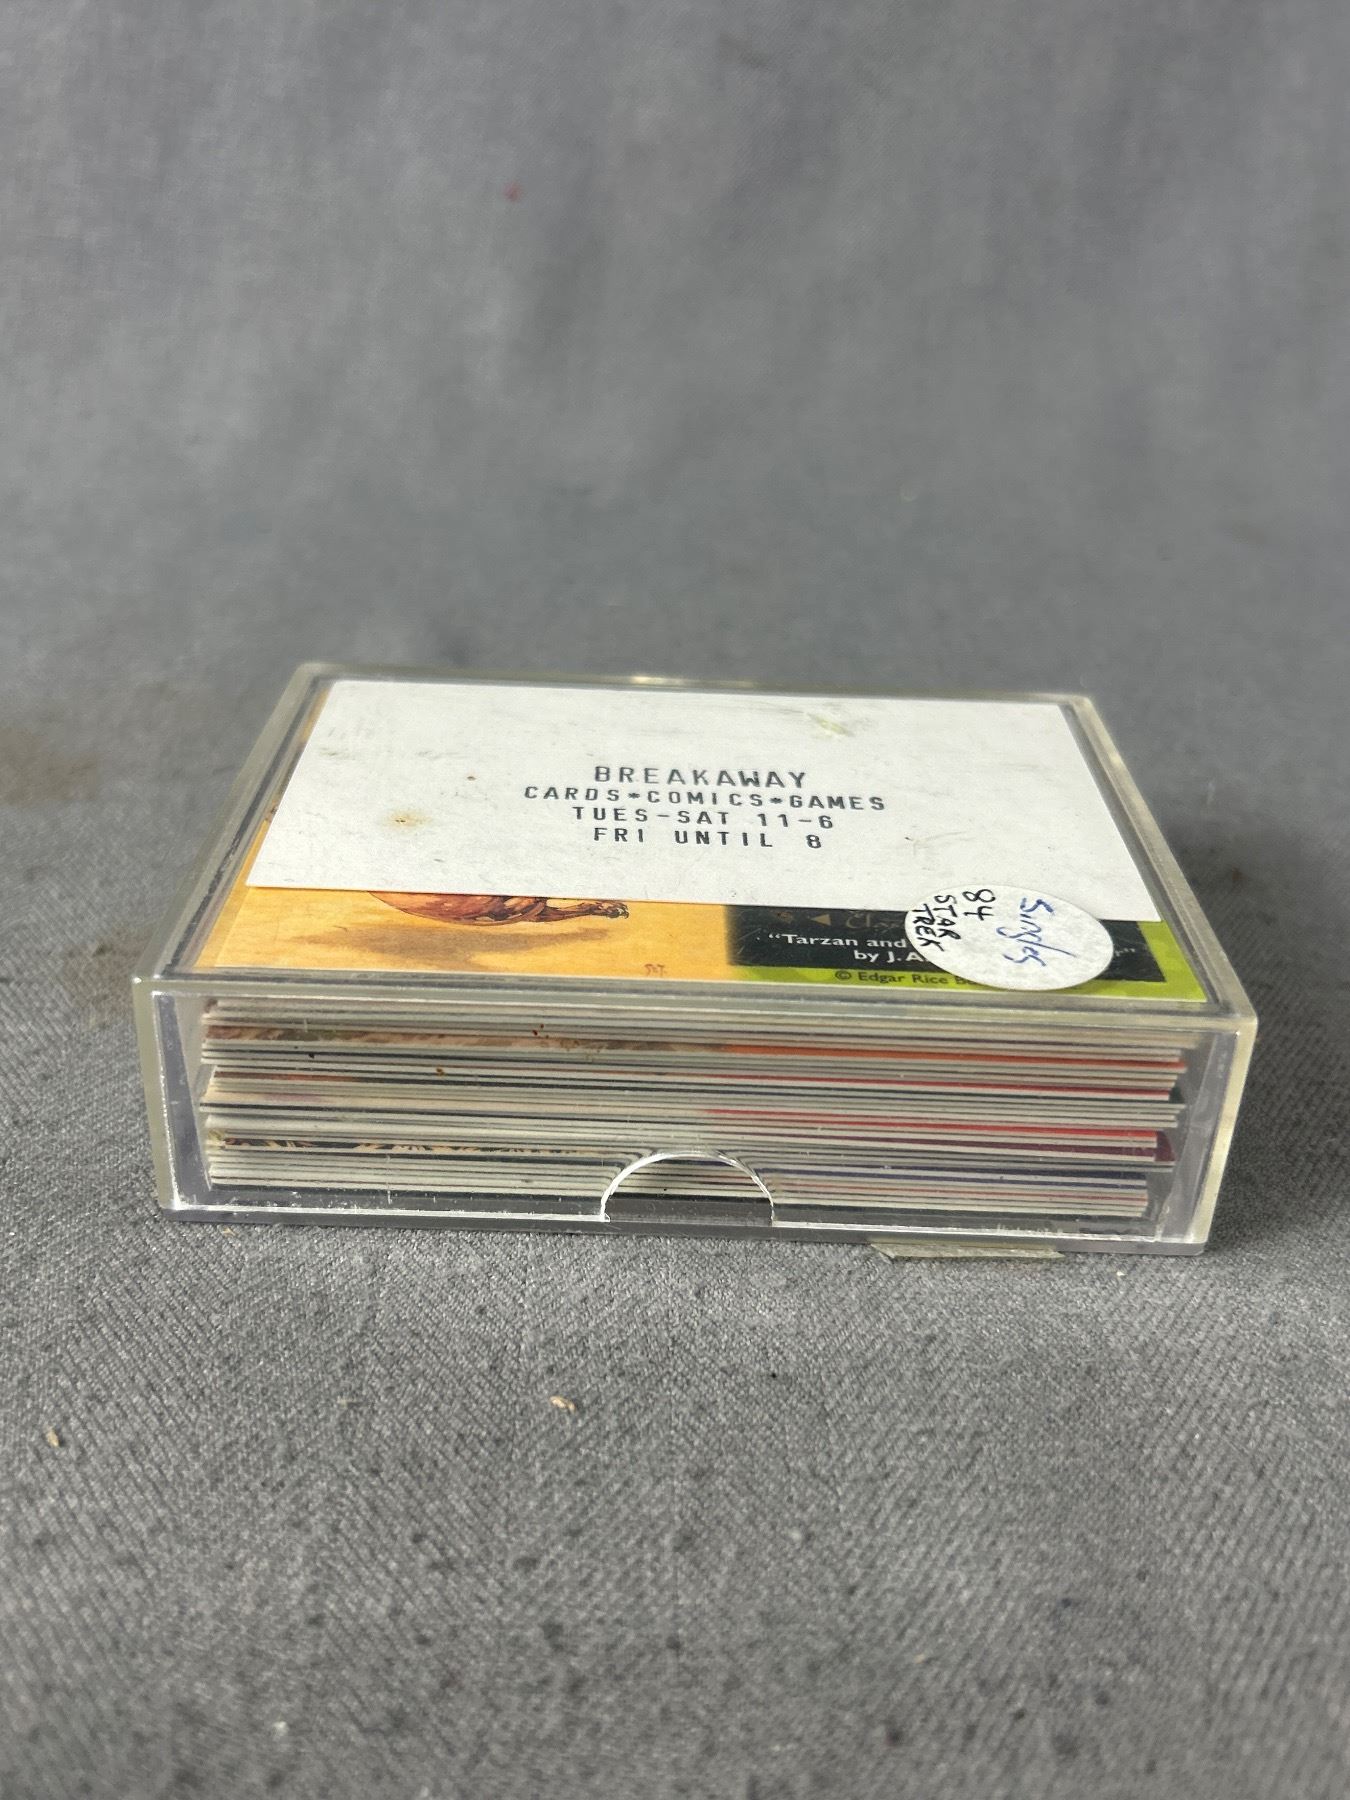 BREAKAWAY
CARDS*COMICS*GAMES
TUES-SAT 11-6
FRI UNTIL 8
Singles
84
STAR
TREK
"Tarzan and
by J. A
© Edgar Rice